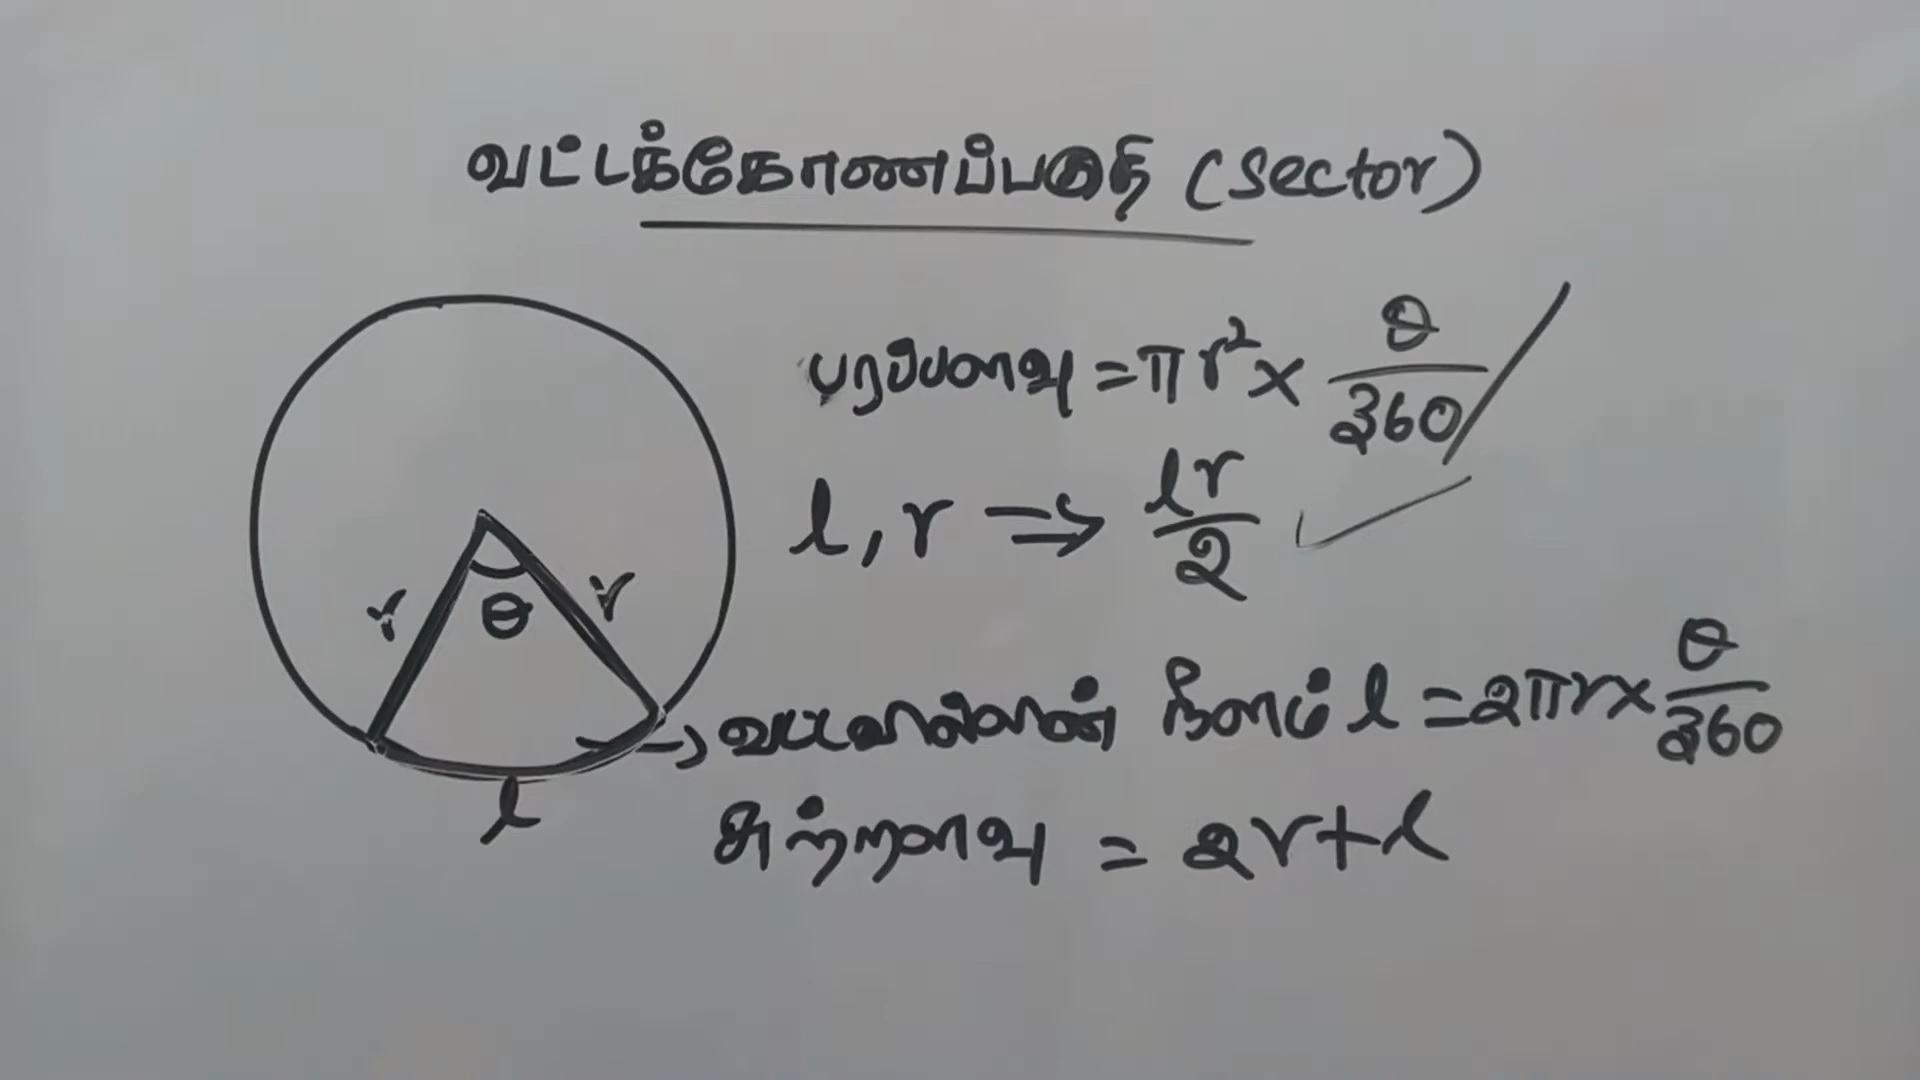 வட்டக்கோணப்பகுதி (Sector)
பரப்பளவு = πr² × θ/360
l, r ⇒ lr/2
r
θ
r
நீளம் l = 2πr × θ/360
l
சுற்றளவு = 2r + l